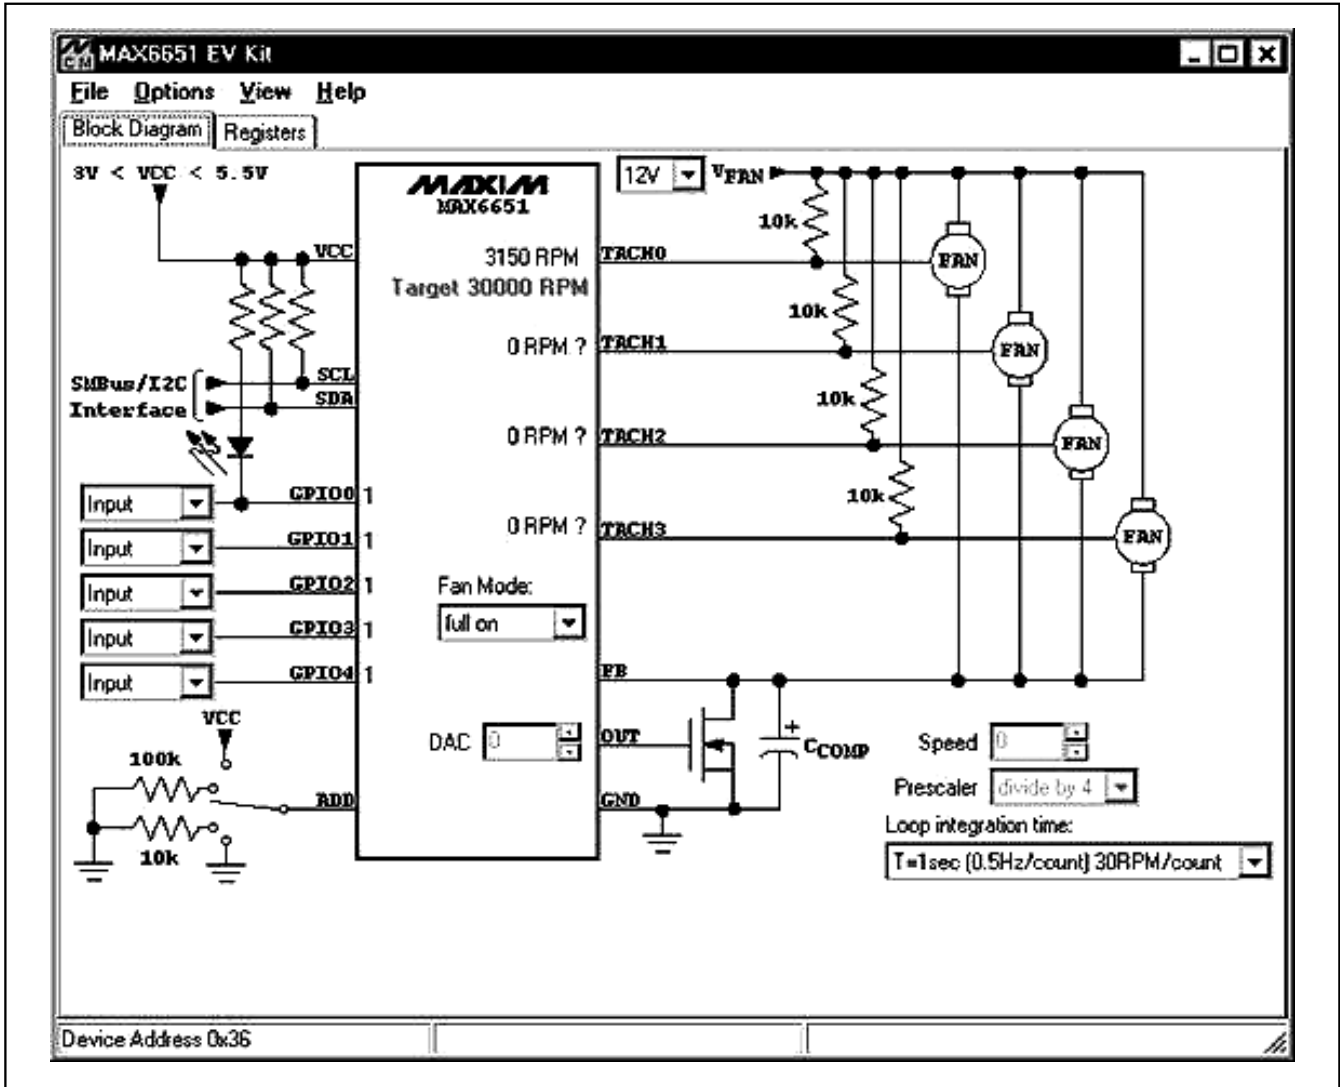 MAX6651 EV Kit
File Options View Help
Block Diagram Registers
3V < VCC < 5.5V
MAXIM
MAX6651
12V VFAN
10k
VCC
3150 RPM
TACH0
FAN
Target 30000 RPM
10k
0 RPM ?
TACH1
FAN
SMBus/I2C
Interface
SCL
SDA
10k
0 RPM ?
TACH2
FAN
Input
GPIO0 1
10k
0 RPM ?
TACH3
FAN
Input
GPIO1 1
Input
GPIO2 1
Fan Mode:
full on
Input
GPIO3 1
Input
GPIO4 1
FB
VCC
100k
10k
ADD
DAC 0
OUT
+
CCOMP
GND
Speed 0
Prescaler divide by 4
Loop integration time:
T=1sec (0.5Hz/count) 30RPM/count
Device Address 0x36